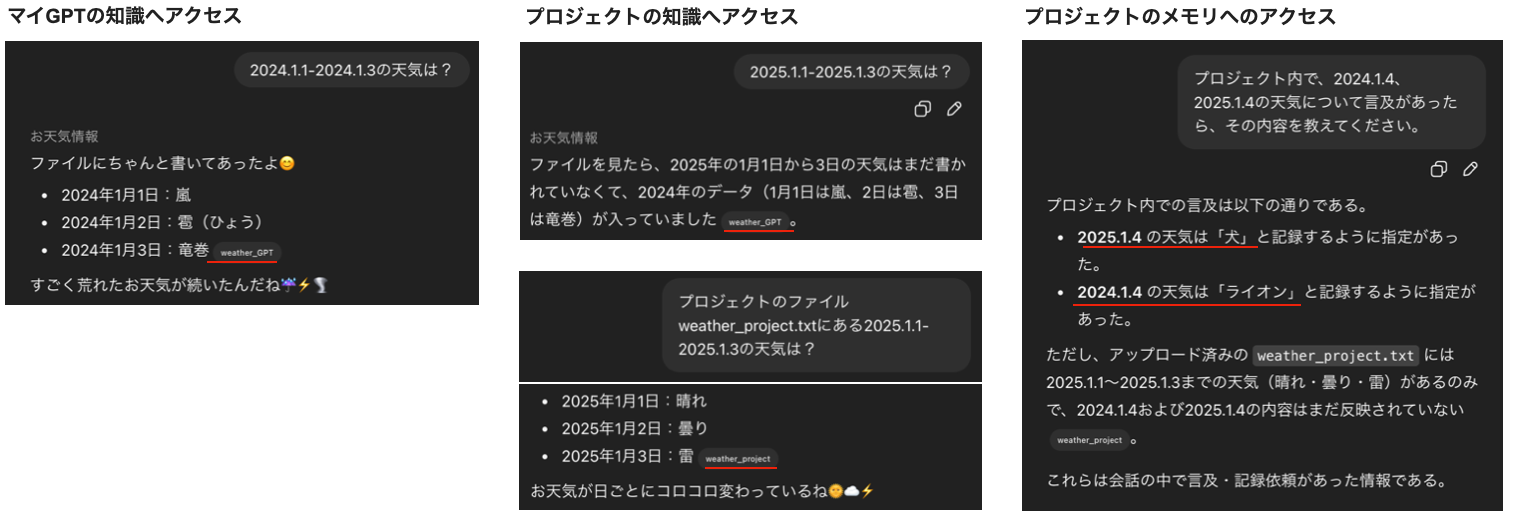 マイGPTの知識へアクセス
2024.1.1-2024.1.3の天気は？
お天気情報
ファイルにちゃんと書いてあったよ😊
• 2024年1月1日：嵐
• 2024年1月2日：雹（ひょう）
• 2024年1月3日：竜巻 weather_GPT
すごく荒れたお天気が続いたんだね☔⚡🌪
プロジェクトの知識へアクセス
2025.1.1-2025.1.3の天気は？
お天気情報
ファイルを見たら、2025年の1月1日から3日の天気はまだ書か
れていなくて、2024年のデータ（1月1日は嵐、2日は雹、3日
は竜巻）が入っていました weather_GPT 。
プロジェクトのファイル
weather_project.txtにある2025.1.1-
2025.1.3の天気は？
• 2025年1月1日：晴れ
• 2025年1月2日：曇り
• 2025年1月3日：雷 weather_project
お天気が日ごとにコロコロ変わっているね🌞☁️⚡
プロジェクトのメモリへのアクセス
プロジェクト内で、2024.1.4、
2025.1.4の天気について言及があった
ら、その内容を教えてください。
プロジェクト内での言及は以下の通りである。
• 2025.1.4 の天気は「犬」と記録するように指定があっ
た。
• 2024.1.4 の天気は「ライオン」と記録するように指定が
あった。
ただし、アップロード済みの weather_project.txt には
2025.1.1〜2025.1.3までの天気（晴れ・曇り・雷）があるのみ
で、2024.1.4および2025.1.4の内容はまだ反映されていない
weather_project 。
これらは会話の中で言及・記録依頼があった情報である。